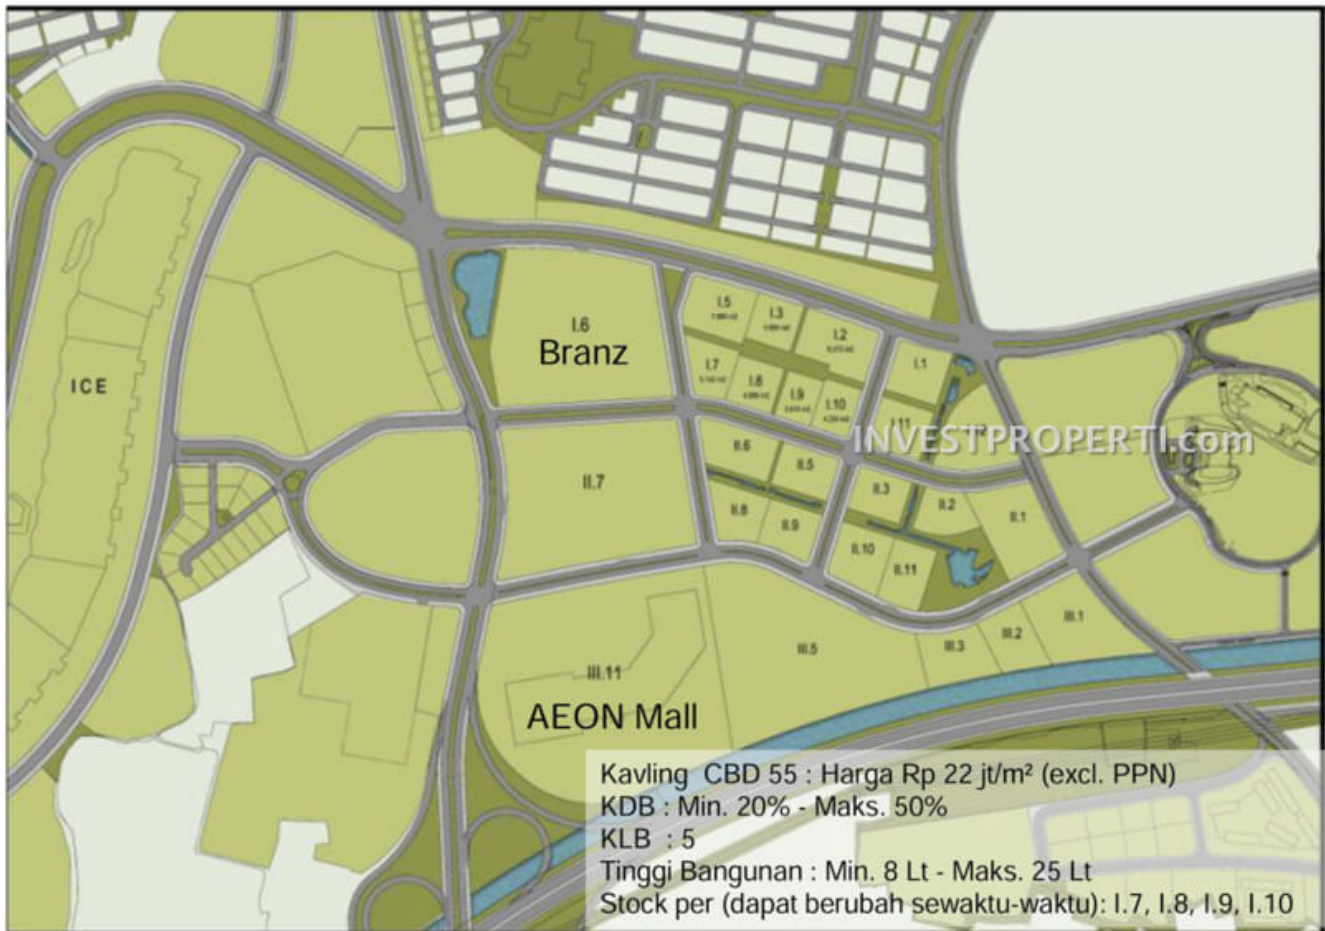 I.5
I.3
I.2
I.6
Branz
I.1
I.7
I.8
I.9
I.10
ICE
I.11
INVESTPROPERTI.com
II.6
II.5
II.7
II.3
II.2
II.1
II.8
II.9
II.10
II.11
III.1
III.2
III.3
III.5
III.11
AEON Mall
Kavling CBD 55 : Harga Rp 22 jt/m² (excl. PPN)
KDB : Min. 20% - Maks. 50%
KLB : 5
Tinggi Bangunan : Min. 8 Lt - Maks. 25 Lt
Stock per (dapat berubah sewaktu-waktu): I.7, I.8, I.9, I.10